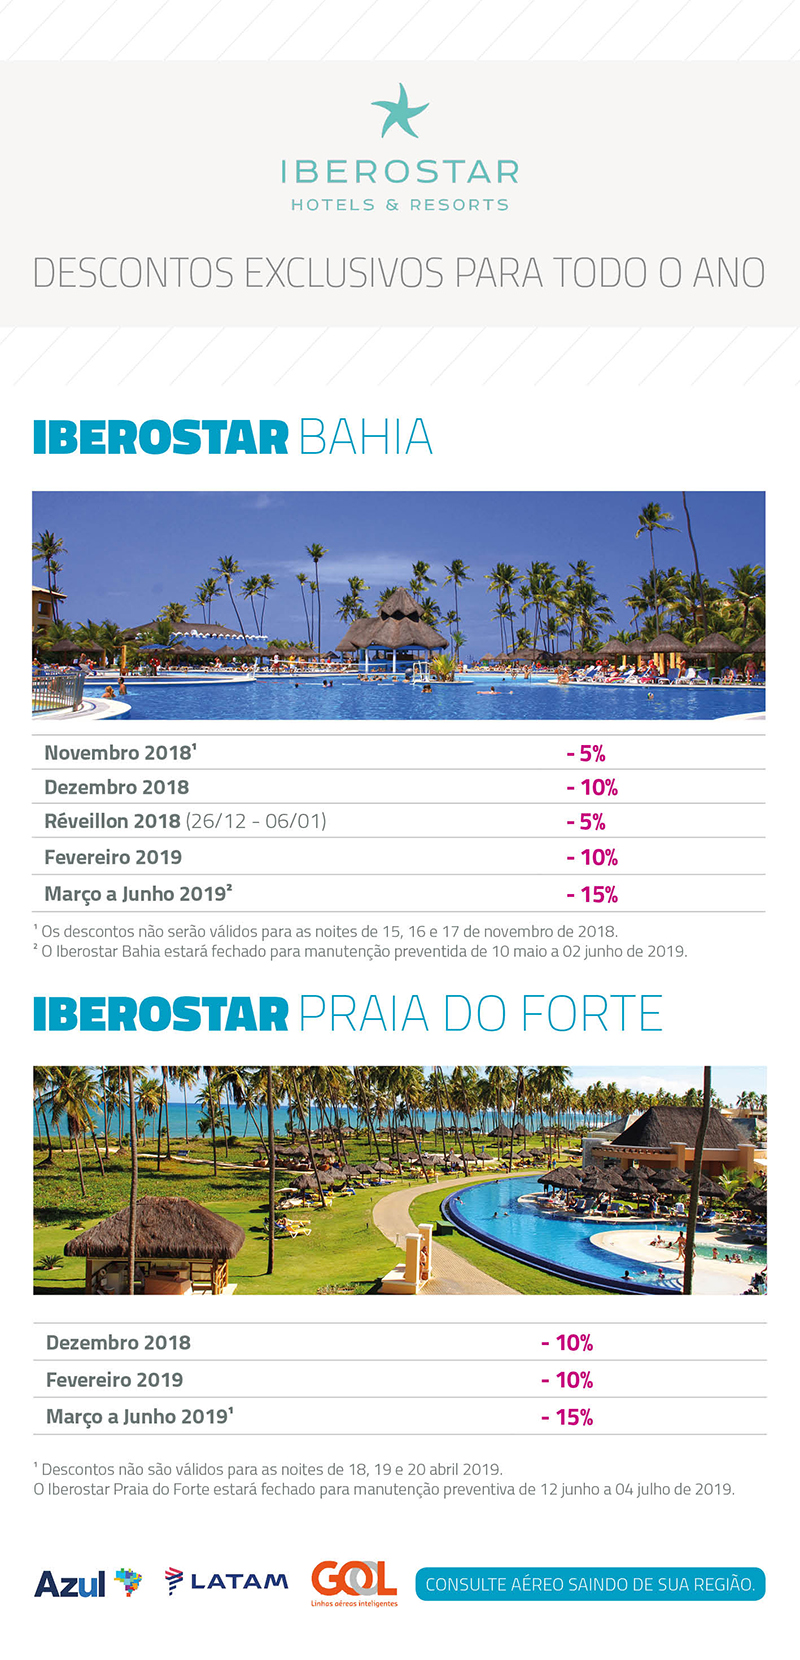 IBEROSTAR
HOTELS & RESORTS
DESCONTOS EXCLUSIVOS PARA TODO O ANO
IBEROSTAR BAHIA
Novembro 2018¹ - 5%
Dezembro 2018 - 10%
Réveillon 2018 (26/12 - 06/01) - 5%
Fevereiro 2019 - 10%
Março a Junho 2019² - 15%
¹ Os descontos não serão válidos para as noites de 15, 16 e 17 de novembro de 2018.
² O Iberostar Bahia estará fechado para manutenção preventida de 10 maio a 02 junho de 2019.
IBEROSTAR PRAIA DO FORTE
Dezembro 2018 - 10%
Fevereiro 2019 - 10%
Março a Junho 2019¹ - 15%
¹ Descontos não são válidos para as noites de 18, 19 e 20 abril 2019.
O Iberostar Praia do Forte estará fechado para manutenção preventiva de 12 junho a 04 julho de 2019.
Azul LATAM GOL CONSULTE AÉREO SAINDO DE SUA REGIÃO.
Linhas aéreas inteligentes